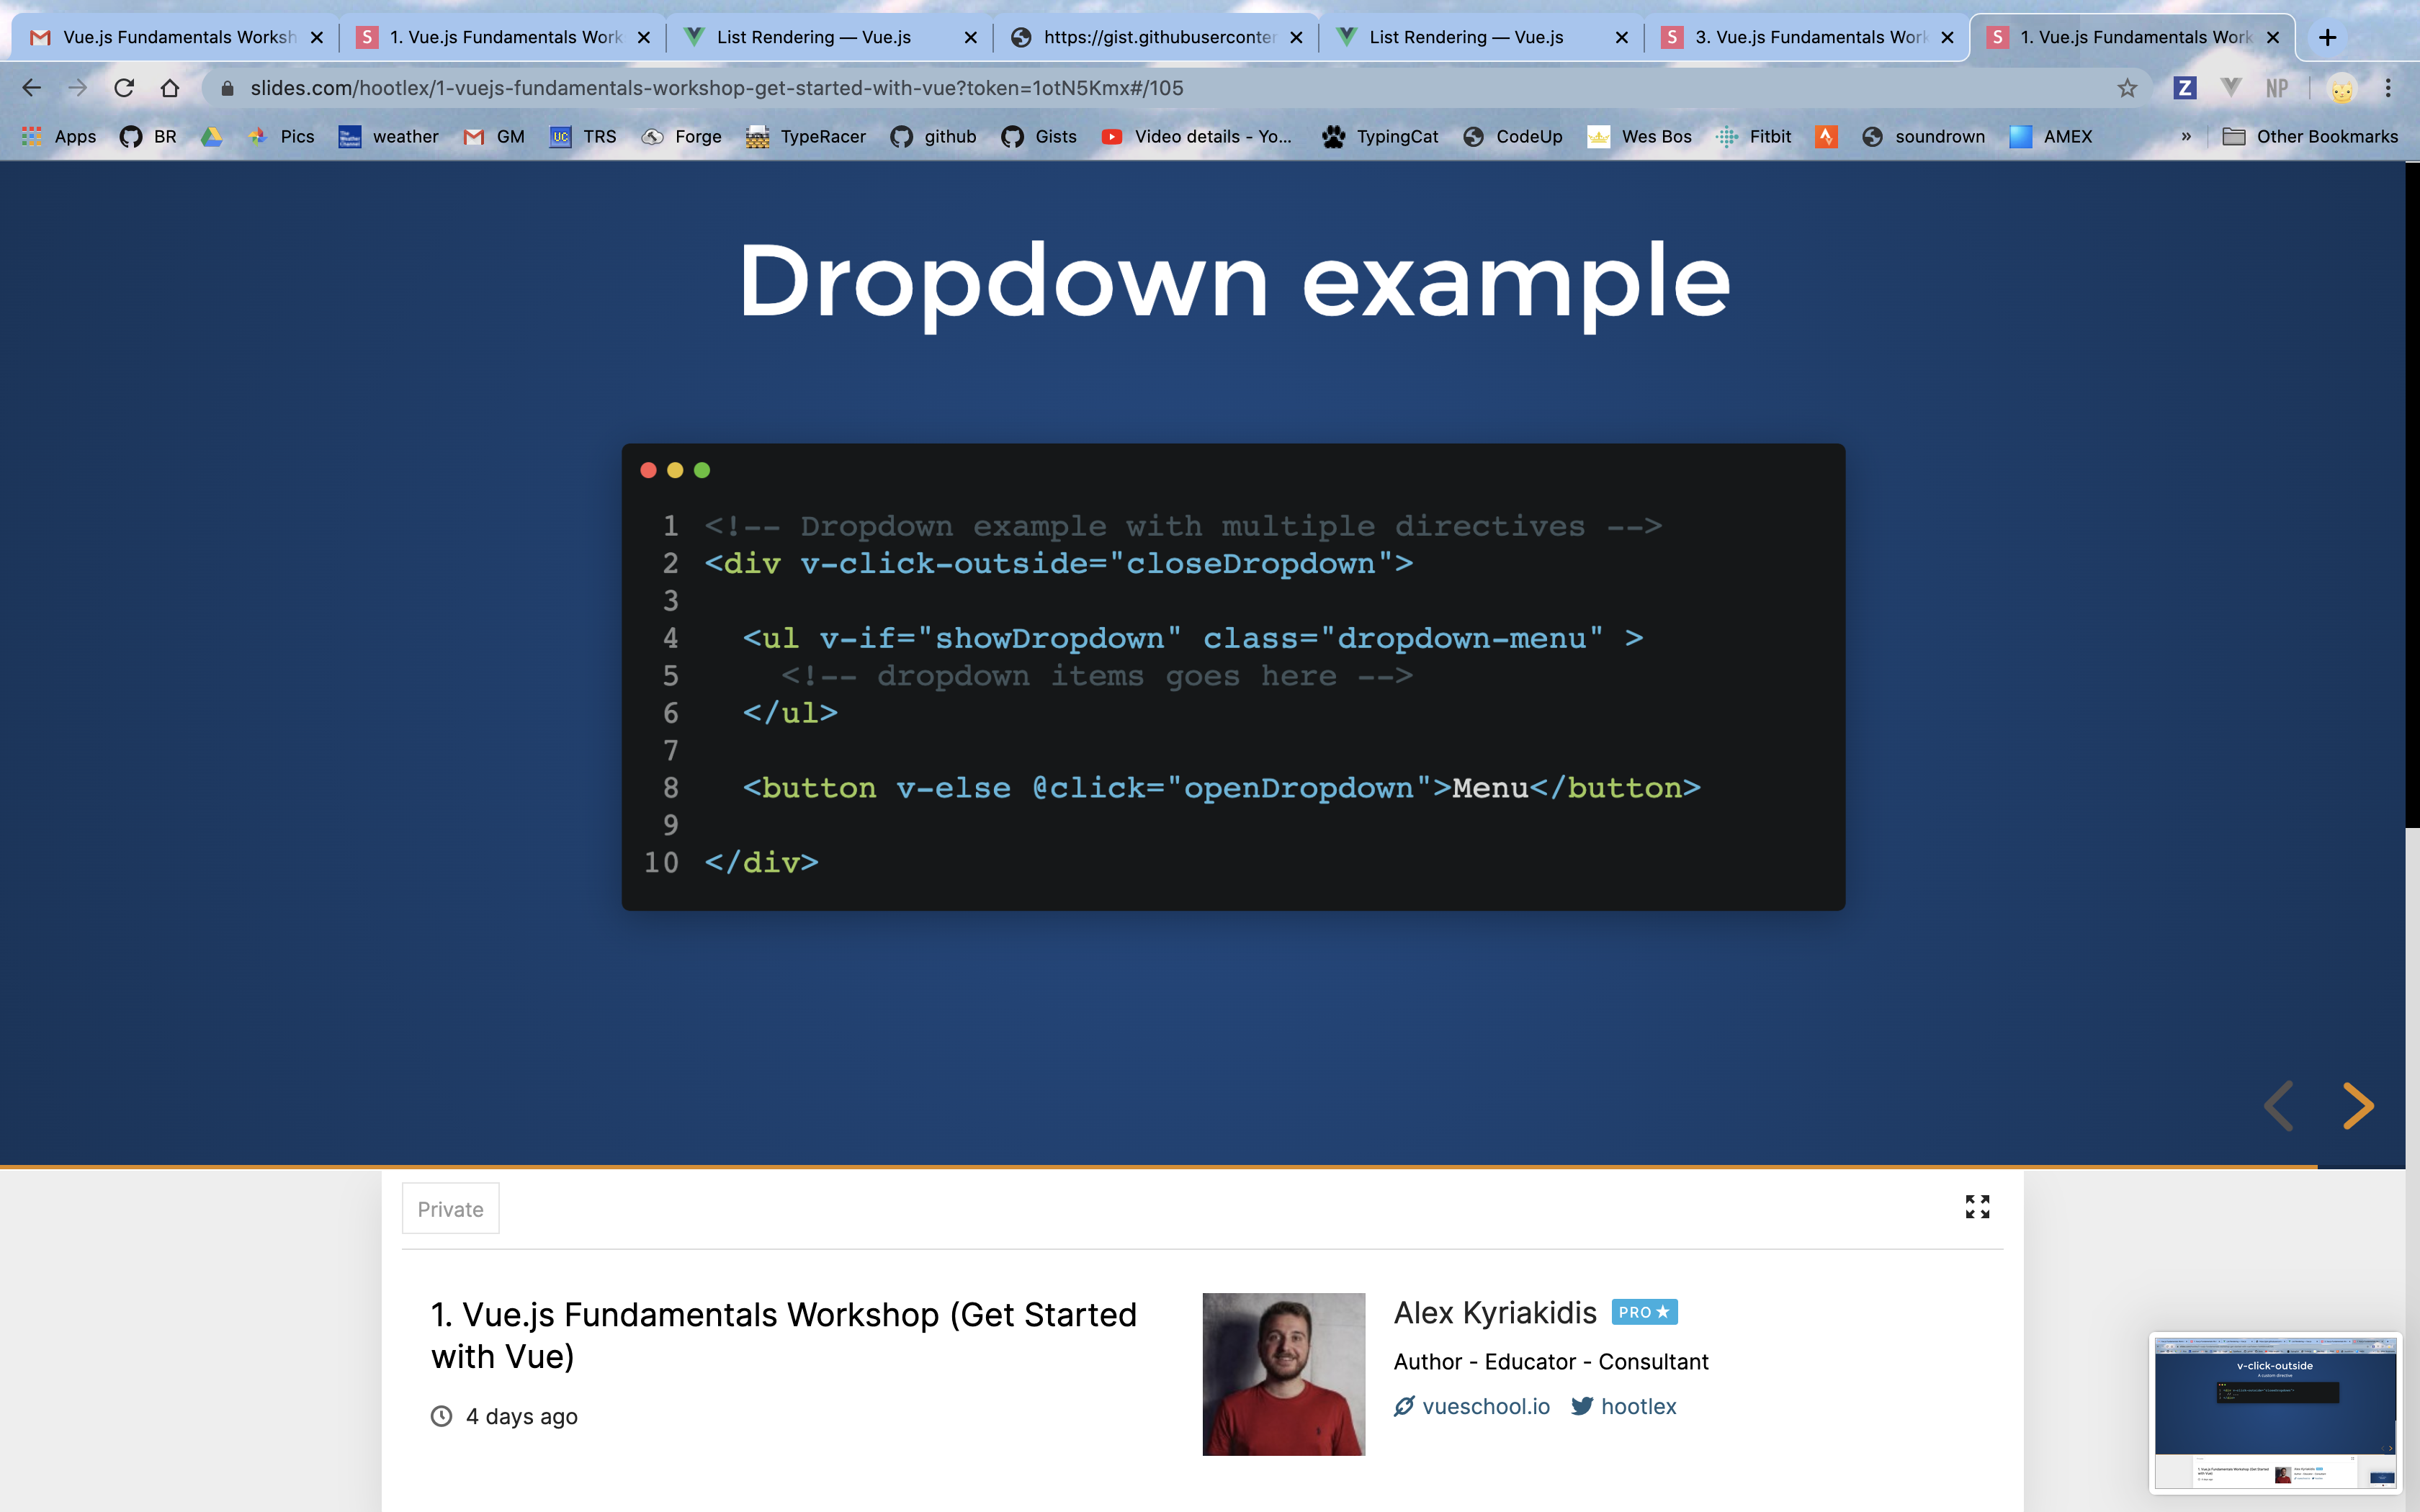 Vue.js Fundamentals Worksh
1. Vue.js Fundamentals Work
List Rendering — Vue.js
https://gist.githubuserconter
List Rendering — Vue.js
3. Vue.js Fundamentals Work
1. Vue.js Fundamentals Work
slides.com/hootlex/1-vuejs-fundamentals-workshop-get-started-with-vue?token=1otN5Kmx#/105
NP
Apps
BR
Pics
weather
GM
TRS
Forge
TypeRacer
github
Gists
Video details - Yo...
TypingCat
CodeUp
Wes Bos
Fitbit
soundrown
AMEX
»
Other Bookmarks
Dropdown example
1 <!-- Dropdown example with multiple directives -->
2 <div v-click-outside="closeDropdown">
3
4 <ul v-if="showDropdown" class="dropdown-menu" >
5 <!-- dropdown items goes here -->
6 </ul>
7
8 <button v-else @click="openDropdown">Menu</button>
9
10 </div>
Private
1. Vue.js Fundamentals Workshop (Get Started
with Vue)
4 days ago
Alex Kyriakidis PRO★
Author - Educator - Consultant
vueschool.io hootlex
v-click-outside
A custom directive